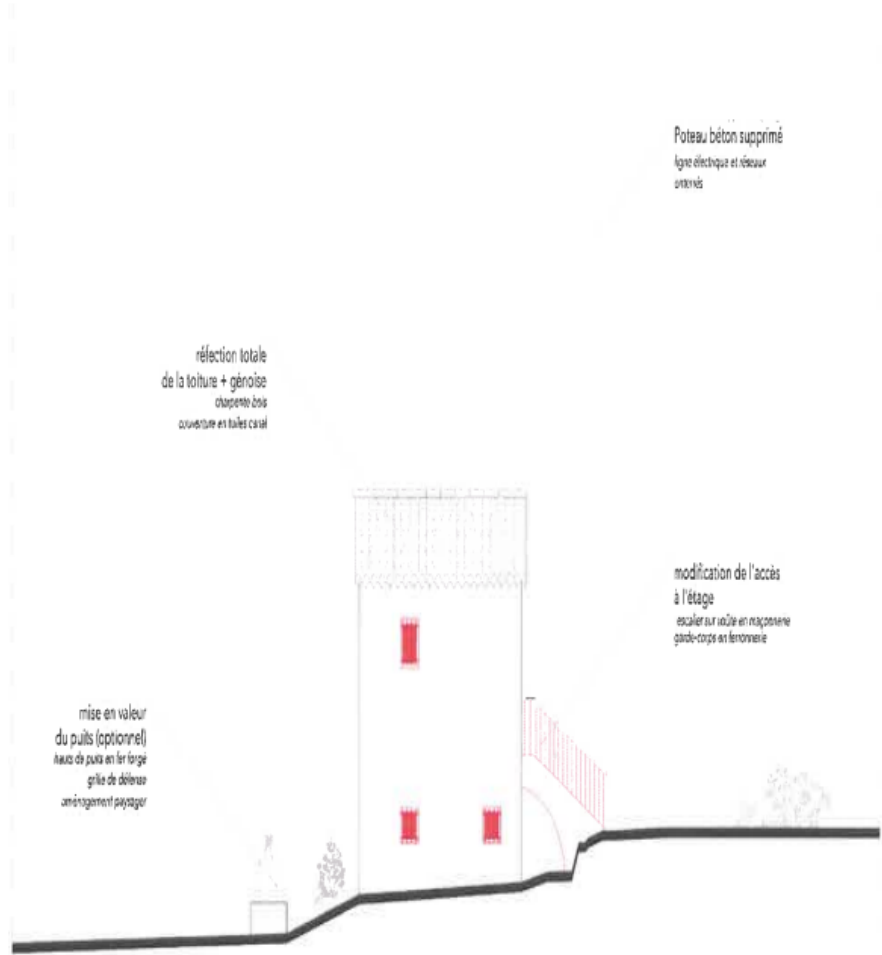 Poteau béton supprimé
ligne électrique et réseaux
enterrés
réfection totale
de la toiture + génoise
charpente bois
couverture en tuiles canal
modification de l'accès
à l'étage
escalier sur voûte en maçonnerie
garde-corps en ferronnerie
mise en valeur
du puits (optionnel)
hauts de puits en fer forgé
grille de défense
aménagement paysager